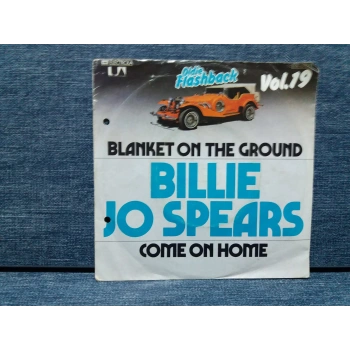 UA
Oldie
Flashback
Vol.19
BLANKET ON THE GROUND
BILLIE
JO SPEARS
COME ON HOME